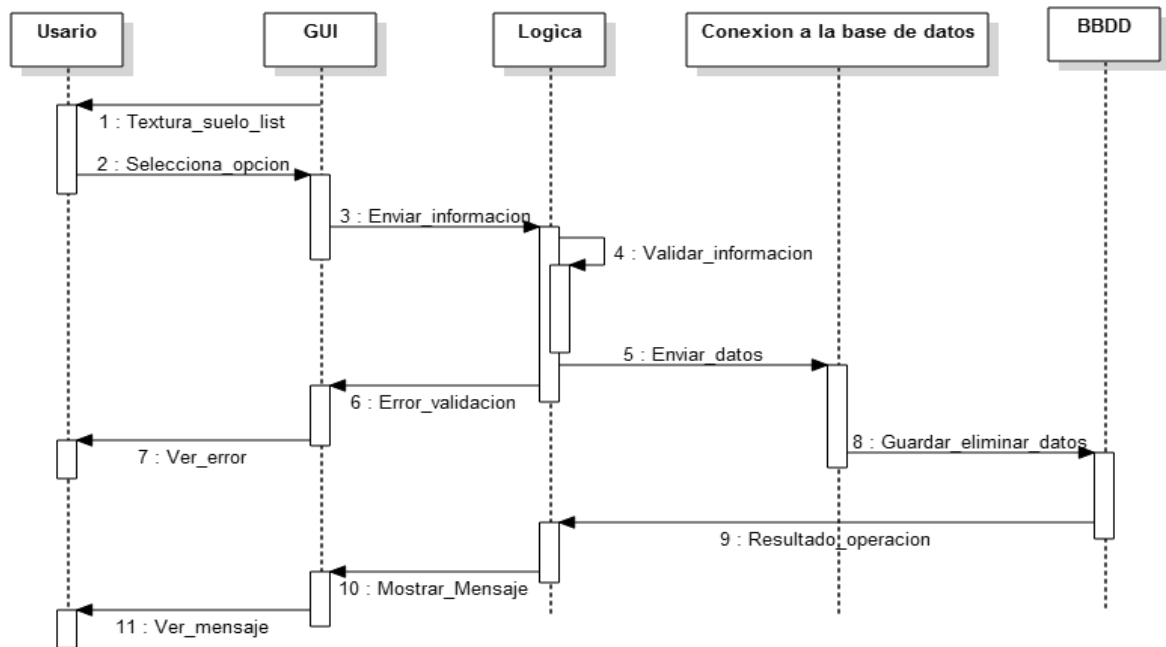 Usario
GUI
Logìca
Conexion a la base de datos
BBDD
1 : Textura_suelo_list
2 : Selecciona_opcion
3 : Enviar_informacion
4 : Validar_informacion
5 : Enviar_datos
6 : Error_validacion
7 : Ver_error
8 : Guardar_eliminar_datos
9 : Resultado_operacion
10 : Mostrar_Mensaje
11 : Ver_mensaje